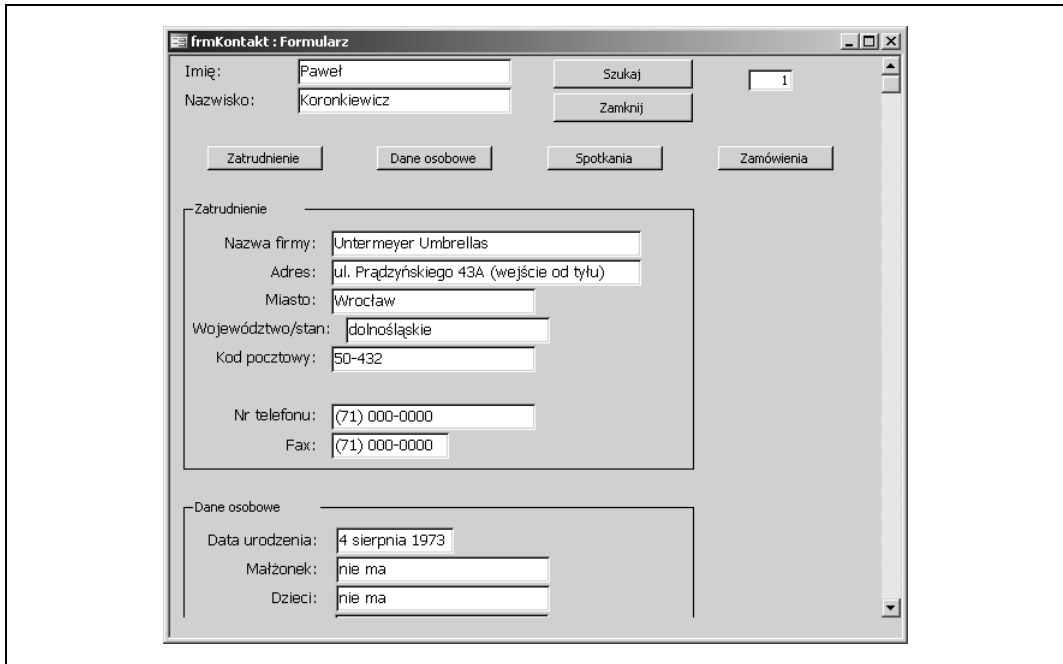 frmKontakt : Formularz
Imię: Paweł Szukaj 1
Nazwisko: Koronkiewicz Zamknij
Zatrudnienie Dane osobowe Spotkania Zamówienia
Zatrudnienie
Nazwa firmy: Untermeyer Umbrellas
Adres: ul. Prądzyńskiego 43A (wejście od tyłu)
Miasto: Wrocław
Województwo/stan: dolnośląskie
Kod pocztowy: 50-432
Nr telefonu: (71) 000-0000
Fax: (71) 000-0000
Dane osobowe
Data urodzenia: 4 sierpnia 1973
Małżonek: nie ma
Dzieci: nie ma